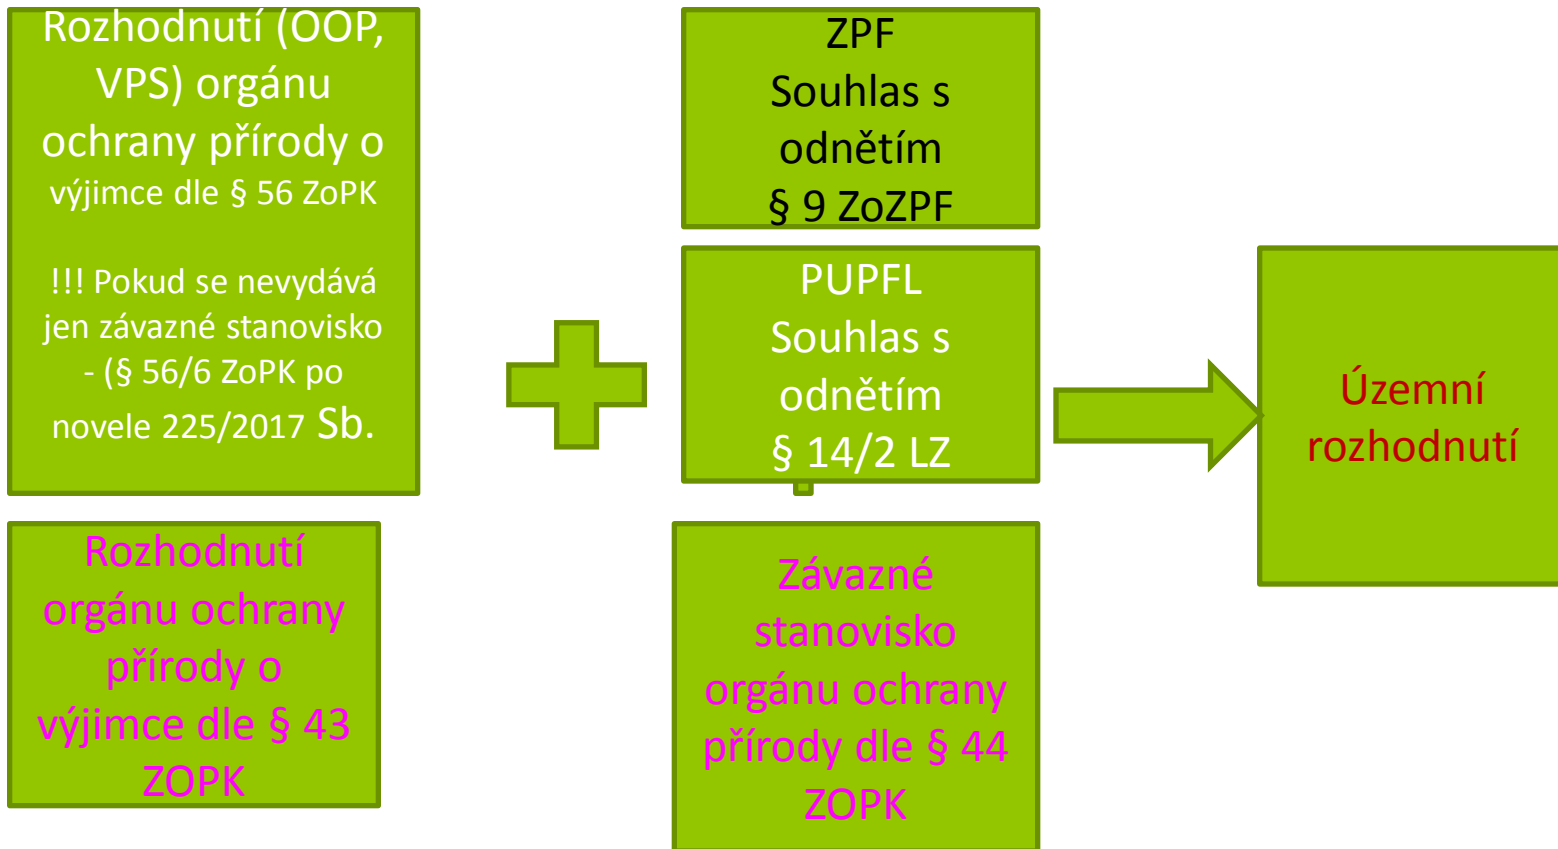 Rozhodnutí (OOP,
VPS) orgánu
ochrany přírody o
výjimce dle § 56 ZoPK
!!! Pokud se nevydává
jen závazné stanovisko
- (§ 56/6 ZoPK po
novele 225/2017 Sb.
ZPF
Souhlas s
odnětím
§ 9 ZoZPF
PUPFL
Souhlas s
odnětím
§ 14/2 LZ
Územní
rozhodnutí
Rozhodnutí
orgánu ochrany
přírody o
výjimce dle § 43
ZOPK
Závazné
stanovisko
orgánu ochrany
přírody dle § 44
ZOPK